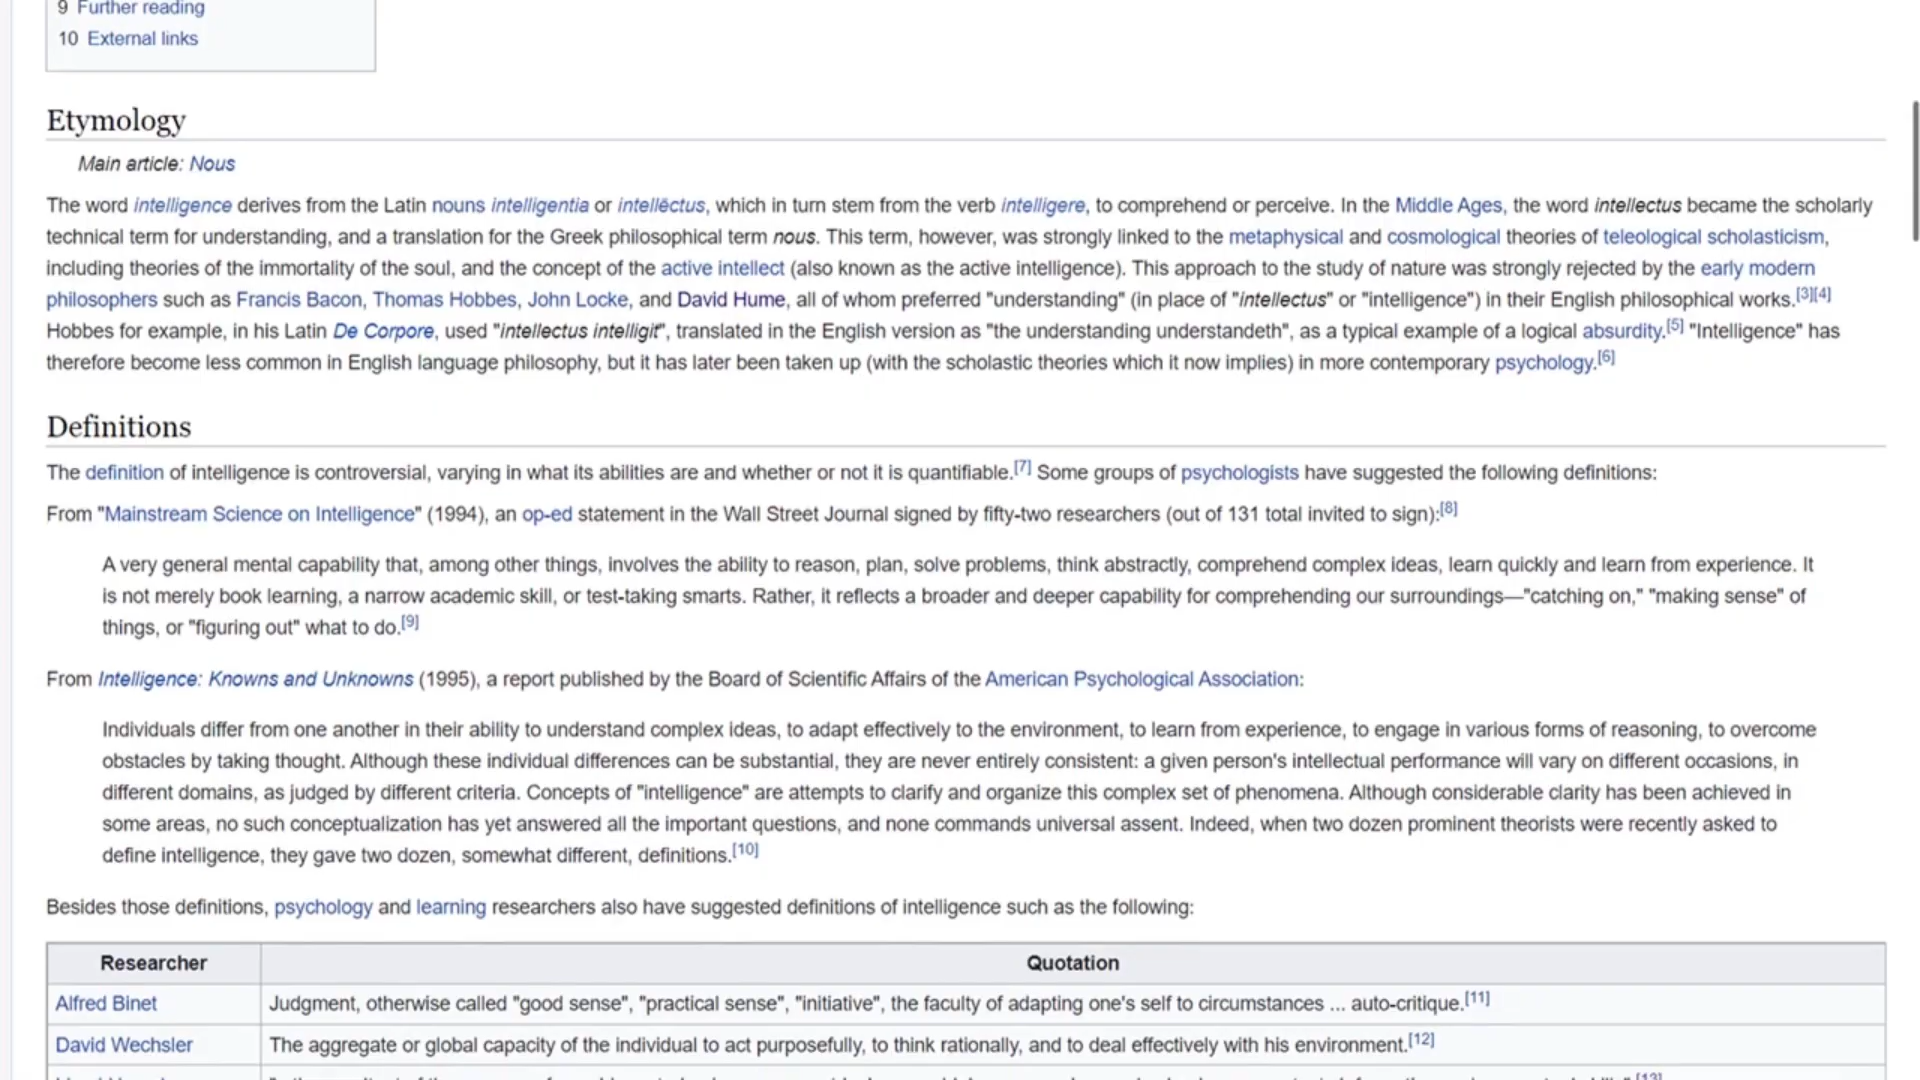 9 Further reading
10 External links
Etymology
Main article: Nous
The word intelligence derives from the Latin nouns intelligentia or intellēctus, which in turn stem from the verb intelligere, to comprehend or perceive. In the Middle Ages, the word intellectus became the scholarly
technical term for understanding, and a translation for the Greek philosophical term nous. This term, however, was strongly linked to the metaphysical and cosmological theories of teleological scholasticism,
including theories of the immortality of the soul, and the concept of the active intellect (also known as the active intelligence). This approach to the study of nature was strongly rejected by the early modern
philosophers such as Francis Bacon, Thomas Hobbes, John Locke, and David Hume, all of whom preferred "understanding" (in place of "intellectus" or "intelligence") in their English philosophical works.[3][4]
Hobbes for example, in his Latin De Corpore, used "intellectus intelligit", translated in the English version as "the understanding understandeth", as a typical example of a logical absurdity.[5] "Intelligence" has
therefore become less common in English language philosophy, but it has later been taken up (with the scholastic theories which it now implies) in more contemporary psychology.[6]
Definitions
The definition of intelligence is controversial, varying in what its abilities are and whether or not it is quantifiable.[7] Some groups of psychologists have suggested the following definitions:
From "Mainstream Science on Intelligence" (1994), an op-ed statement in the Wall Street Journal signed by fifty-two researchers (out of 131 total invited to sign):[8]
A very general mental capability that, among other things, involves the ability to reason, plan, solve problems, think abstractly, comprehend complex ideas, learn quickly and learn from experience. It
is not merely book learning, a narrow academic skill, or test-taking smarts. Rather, it reflects a broader and deeper capability for comprehending our surroundings—"catching on," "making sense" of
things, or "figuring out" what to do.[9]
From Intelligence: Knowns and Unknowns (1995), a report published by the Board of Scientific Affairs of the American Psychological Association:
Individuals differ from one another in their ability to understand complex ideas, to adapt effectively to the environment, to learn from experience, to engage in various forms of reasoning, to overcome
obstacles by taking thought. Although these individual differences can be substantial, they are never entirely consistent: a given person's intellectual performance will vary on different occasions, in
different domains, as judged by different criteria. Concepts of "intelligence" are attempts to clarify and organize this complex set of phenomena. Although considerable clarity has been achieved in
some areas, no such conceptualization has yet answered all the important questions, and none commands universal assent. Indeed, when two dozen prominent theorists were recently asked to
define intelligence, they gave two dozen, somewhat different, definitions.[10]
Besides those definitions, psychology and learning researchers also have suggested definitions of intelligence such as the following:
Researcher Quotation
Alfred Binet Judgment, otherwise called "good sense", "practical sense", "initiative", the faculty of adapting one's self to circumstances ... auto-critique.[11]
David Wechsler The aggregate or global capacity of the individual to act purposefully, to think rationally, and to deal effectively with his environment.[12]